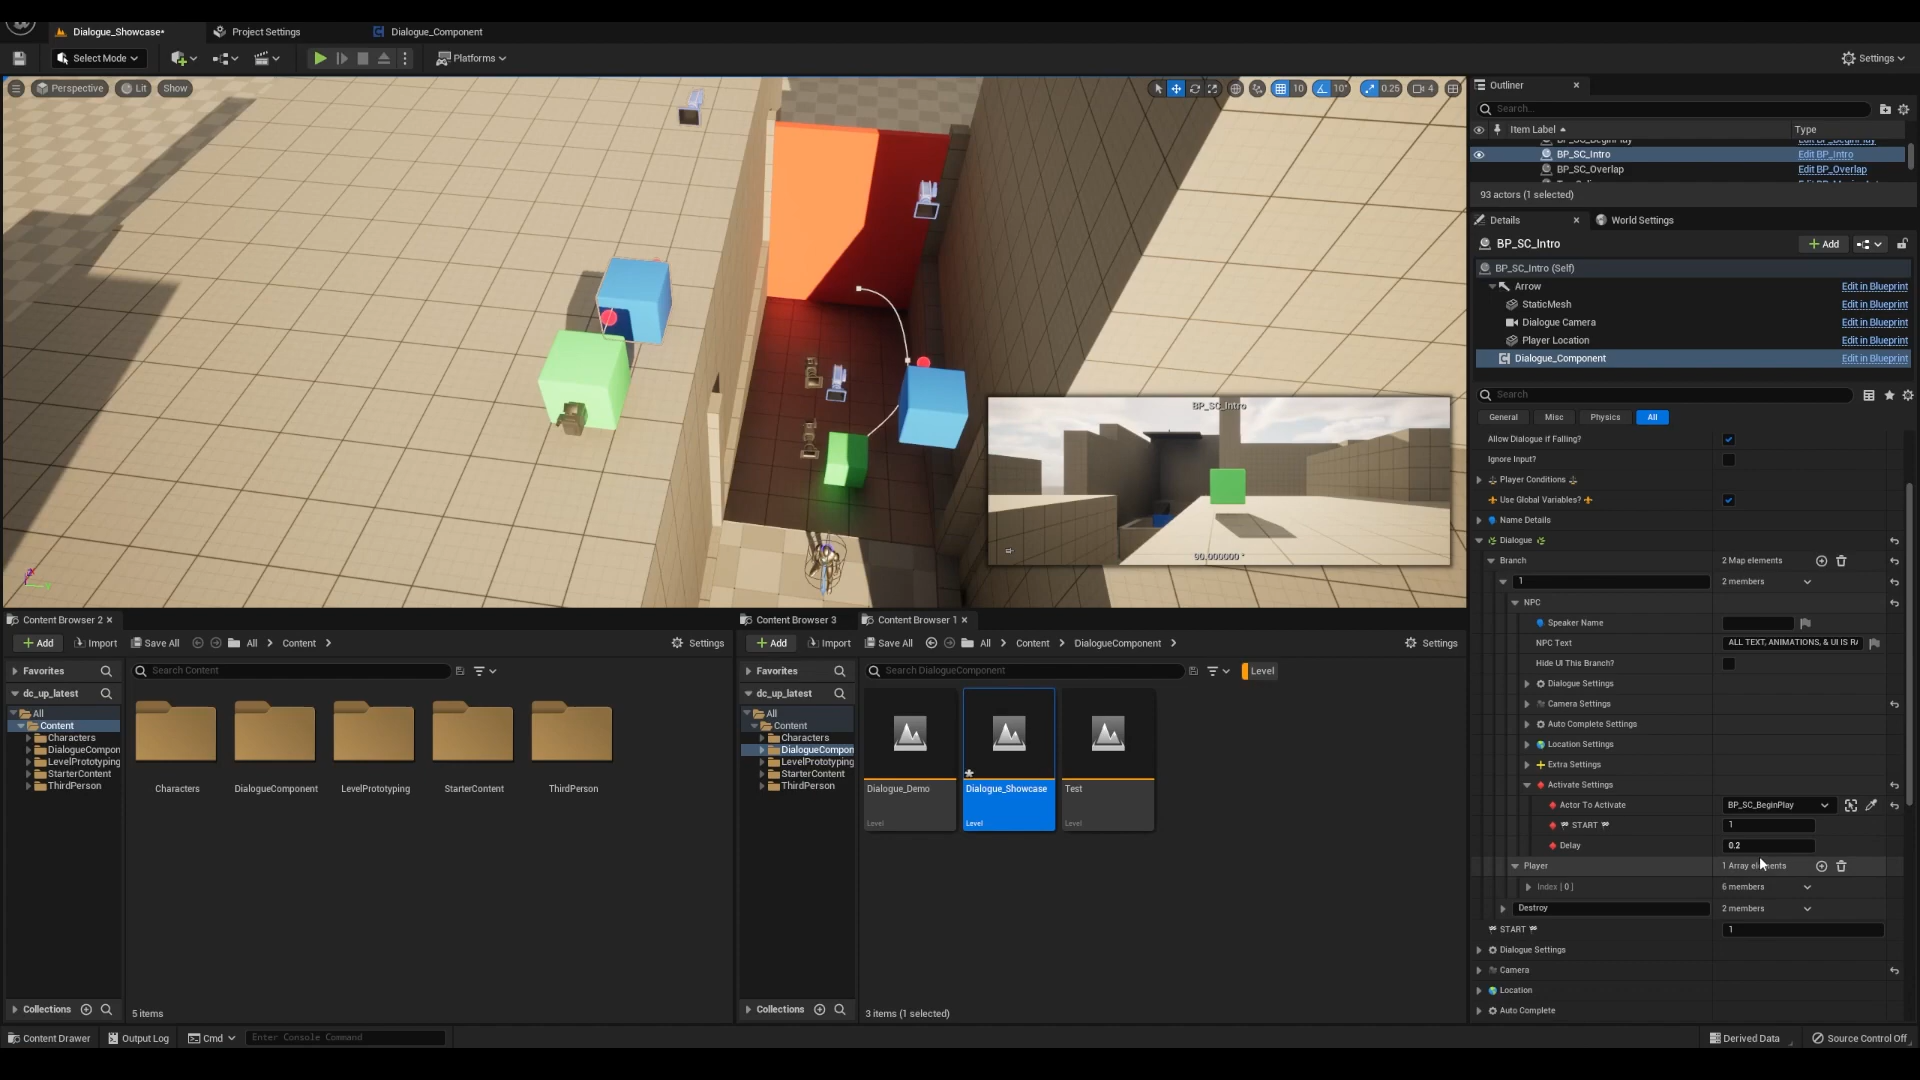 Dialogue_Showcase•
Project Settings
Dialogue_Component
Select Mode
Platforms
Settings
Perspective
Lit
Show
10
10°
0.25
4
BP_SC_Intro
90.000000 °
Outliner
Search...
Item Label
Type
BP_SC_BeginPlay Edit BP_BeginPlay
BP_SC_Intro Edit BP_Intro
BP_SC_Overlap Edit BP_Overlap
93 actors (1 selected)
Details
World Settings
BP_SC_Intro
Add
BP_SC_Intro (Self)
Arrow Edit in Blueprint
StaticMesh Edit in Blueprint
Dialogue Camera Edit in Blueprint
Player Location Edit in Blueprint
Dialogue_Component Edit in Blueprint
Search
General Misc Physics All
Allow Dialogue if Falling?
Ignore Input?
Player Conditions
Use Global Variables?
Name Details
Dialogue
Branch 2 Map elements
1 2 members
NPC
Speaker Name
NPC Text ALL TEXT, ANIMATIONS, & UI IS
Hide UI This Branch?
Dialogue Settings
Camera Settings
Auto Complete Settings
Location Settings
Extra Settings
Activate Settings
Actor To Activate BP_SC_BeginPlay
START 1
Delay 0.2
Player 1 Array elements
Index [ 0 ] 6 members
Destroy 2 members
START 1
Dialogue Settings
Camera
Location
Auto Complete
Content Browser 2
Add Import Save All All Content Settings
Favorites Search Content
dc_up_latest
All
Content
Characters
DialogueCompon
LevelPrototyping
StarterContent
ThirdPerson
Characters DialogueComponent LevelPrototyping StarterContent ThirdPerson
Collections 5 items
Content Browser 3 Content Browser 1
Add Import Save All All Content DialogueComponent Settings
Favorites Search DialogueComponent Level
dc_up_latest
All
Content
Characters
DialogueCompon
LevelPrototyping
StarterContent
ThirdPerson
Dialogue_Demo Dialogue_Showcase Test
Level Level Level
Collections 3 items (1 selected)
Content Drawer Output Log Cmd Enter Console Command Derived Data Source Control Off